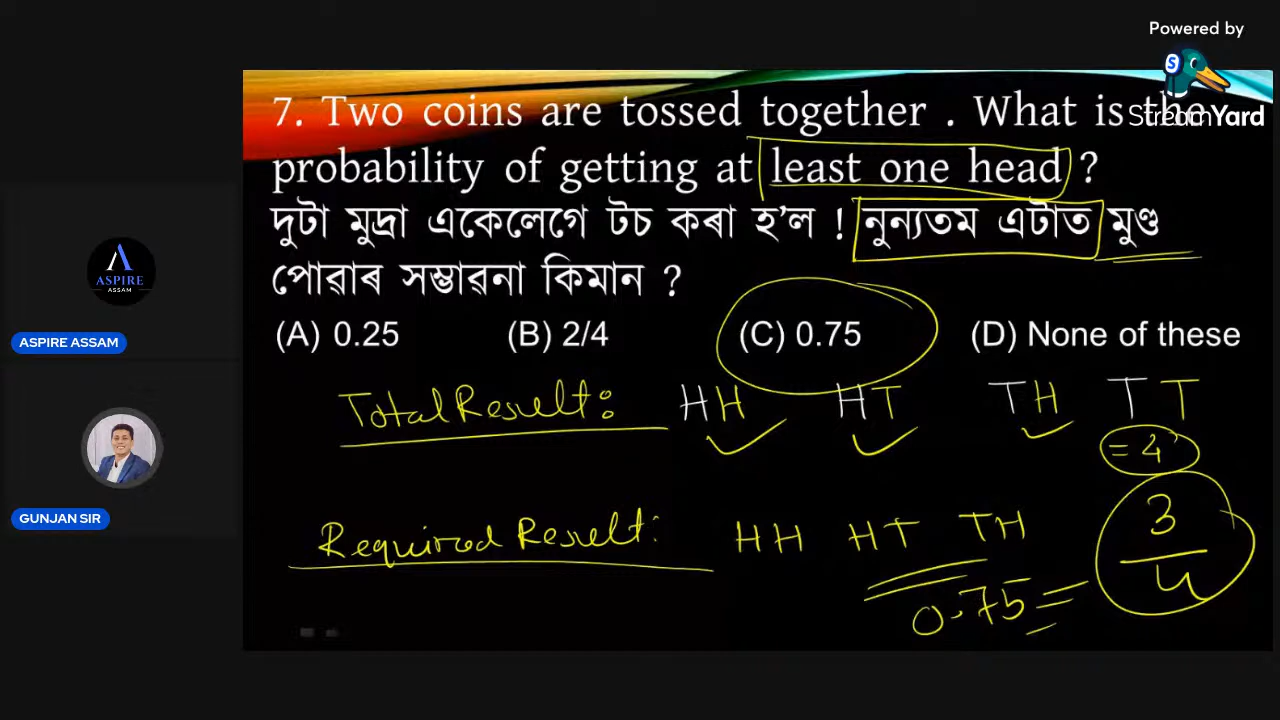 Powered by
StreamYard
7. Two coins are tossed together . What is the
probability of getting at least one head ?
দুটা মুদ্ৰা একেলেগে টচ কৰা হ’ল ! নুন্যতম এটাত মুণ্ড
পোৱাৰ সম্ভাৱনা কিমান ?
(A) 0.25 (B) 2/4 (C) 0.75 (D) None of these
Total Result: HH HT TH TT
= 4
Required Result: HH HT TH
3/4
0.75 =
A
ASPIRE
ASSAM
ASPIRE ASSAM
GUNJAN SIR